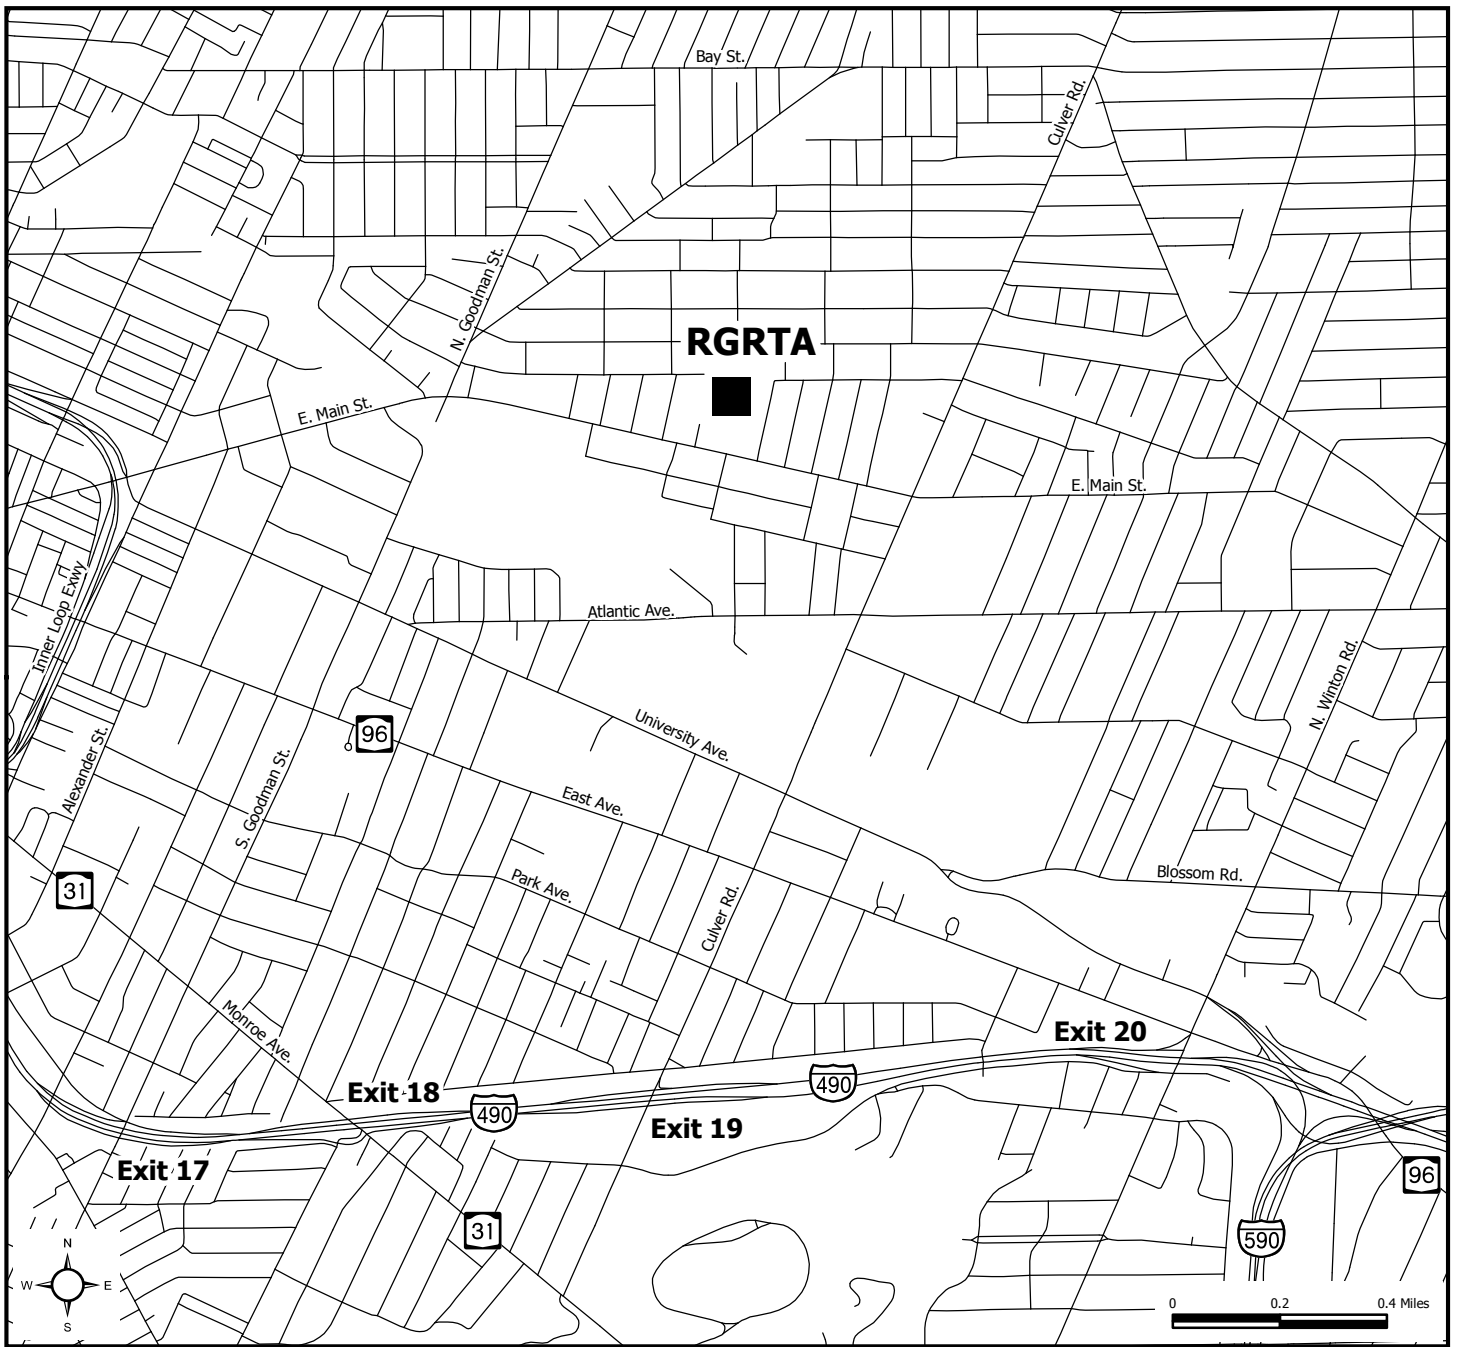 Bay St.
Culver Rd.
N. Goodman St.
RGRTA
E. Main St.
E. Main St.
Inner Loop Exwy
Atlantic Ave.
N. Winton Rd.
96
University Ave.
Alexander St.
S. Goodman St.
East Ave.
31
Park Ave.
Blossom Rd.
Culver Rd.
Monroe Ave.
Exit 20
Exit 18
490
490
Exit 19
Exit 17
96
31
590
N
W
E
S
0 0.2 0.4 Miles